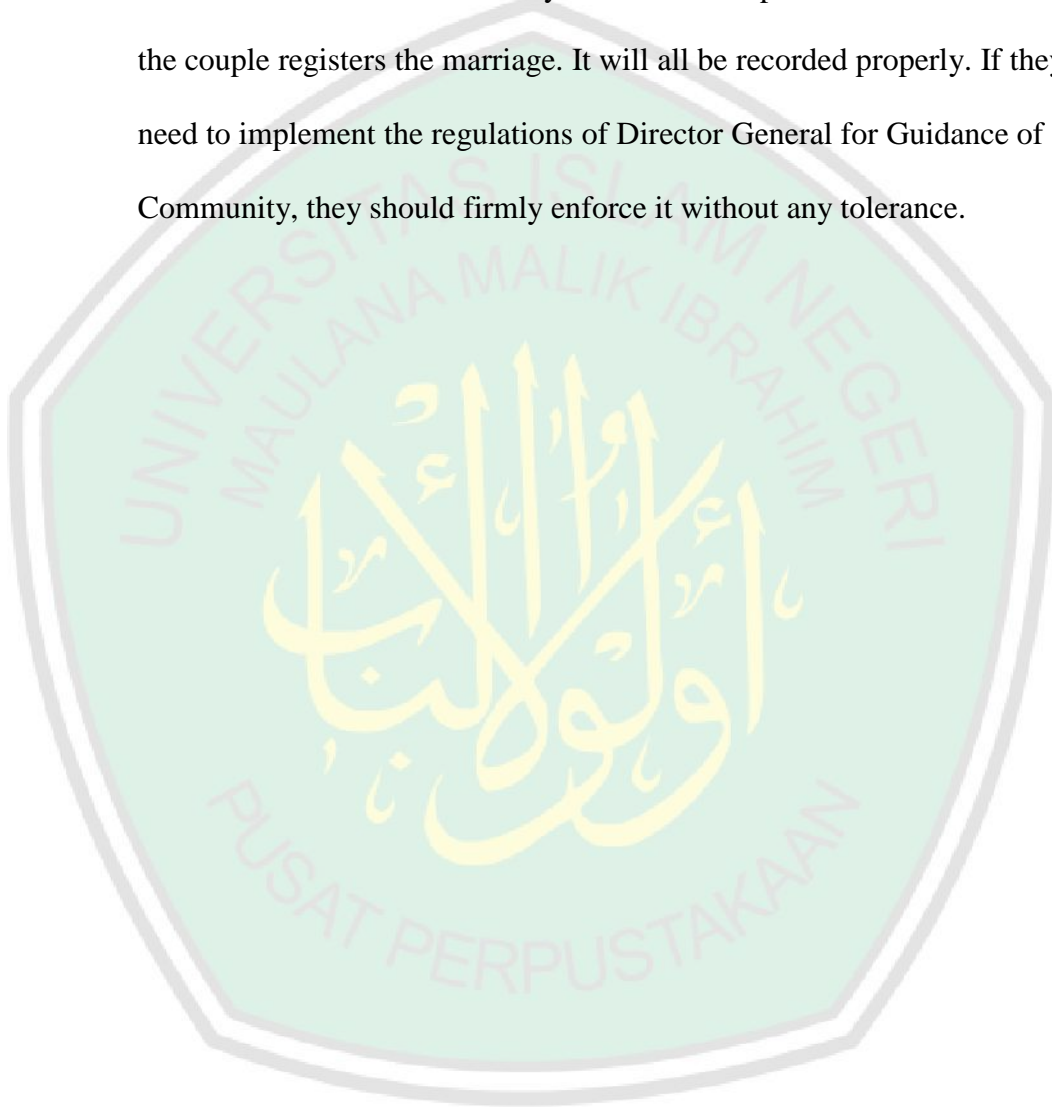 the couple registers the marriage. It will all be recorded properly. If
need to implement the regulations of Director General for Guidance of
Community, they should firmly enforce it without any tolerance.
UNIVERSITAS ISLAM NEGERI
MAULANA MALIK IBRAHIM
أولوا الألباب
PUSAT PERPUSTAKAAN